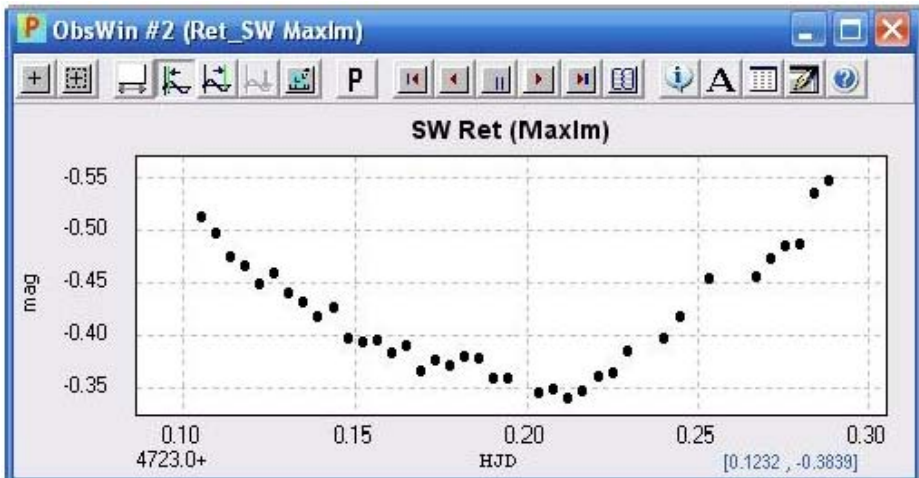 ObsWin #2 (Ret_SW MaxIm)
P
A
SW Ret (MaxIm)
-0.55
-0.50
-0.45
-0.40
-0.35
mag
0.10 0.15 0.20 0.25 0.30
4723.0+ HJD [0.1232 , -0.3839]